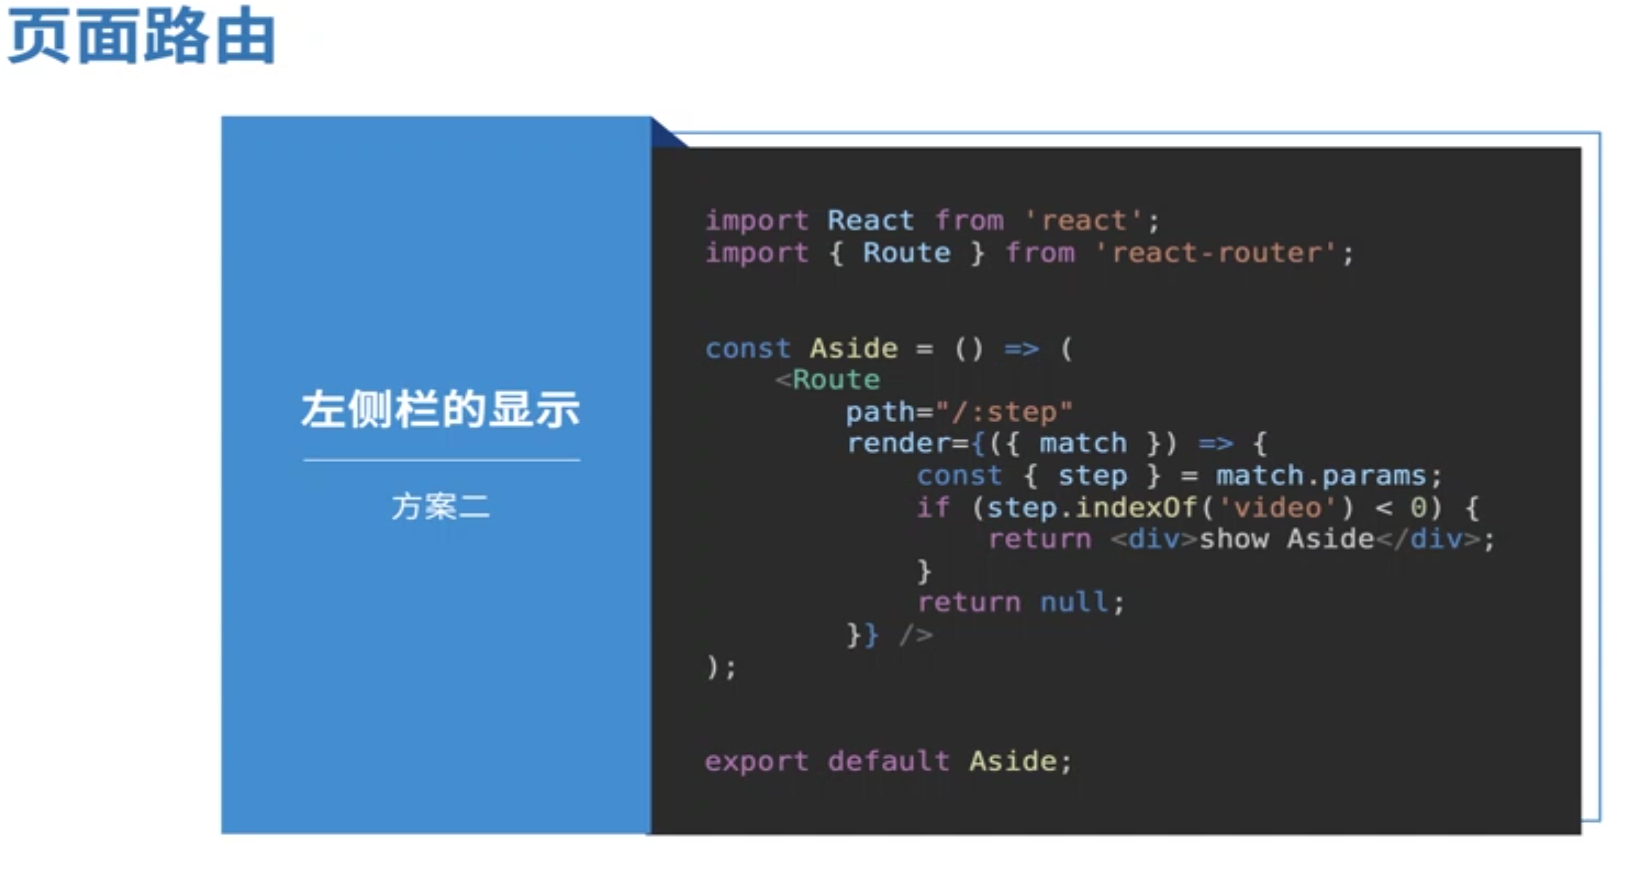 页面路由
左侧栏的显示
方案二
import React from 'react';
import { Route } from 'react-router';
const Aside = () => (
    <Route
        path="/:step"
        render={({ match }) => {
            const { step } = match.params;
            if (step.indexOf('video') < 0) {
                return <div>show Aside</div>;
            }
            return null;
        }} />
);
export default Aside;